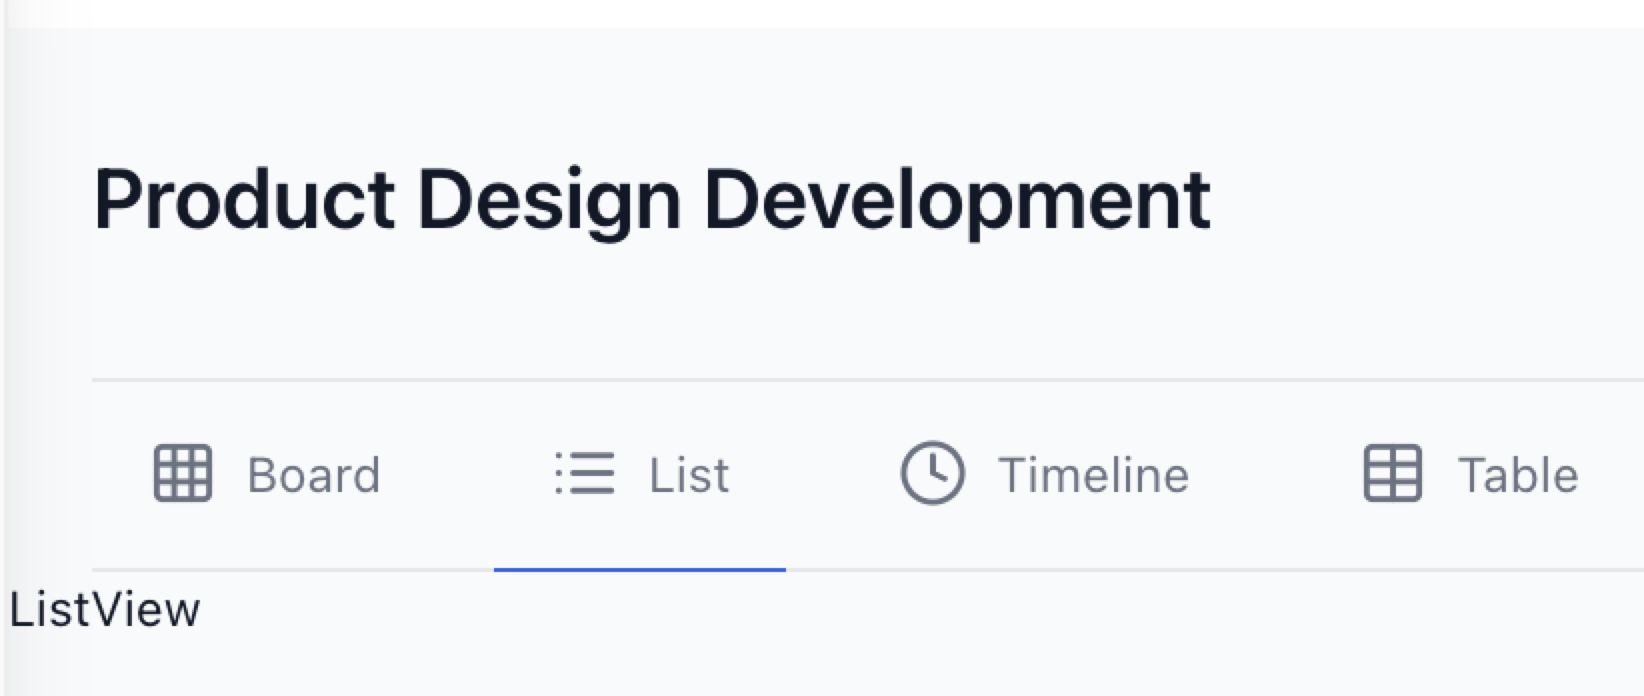 Product Design Development
Board List Timeline Table
ListView